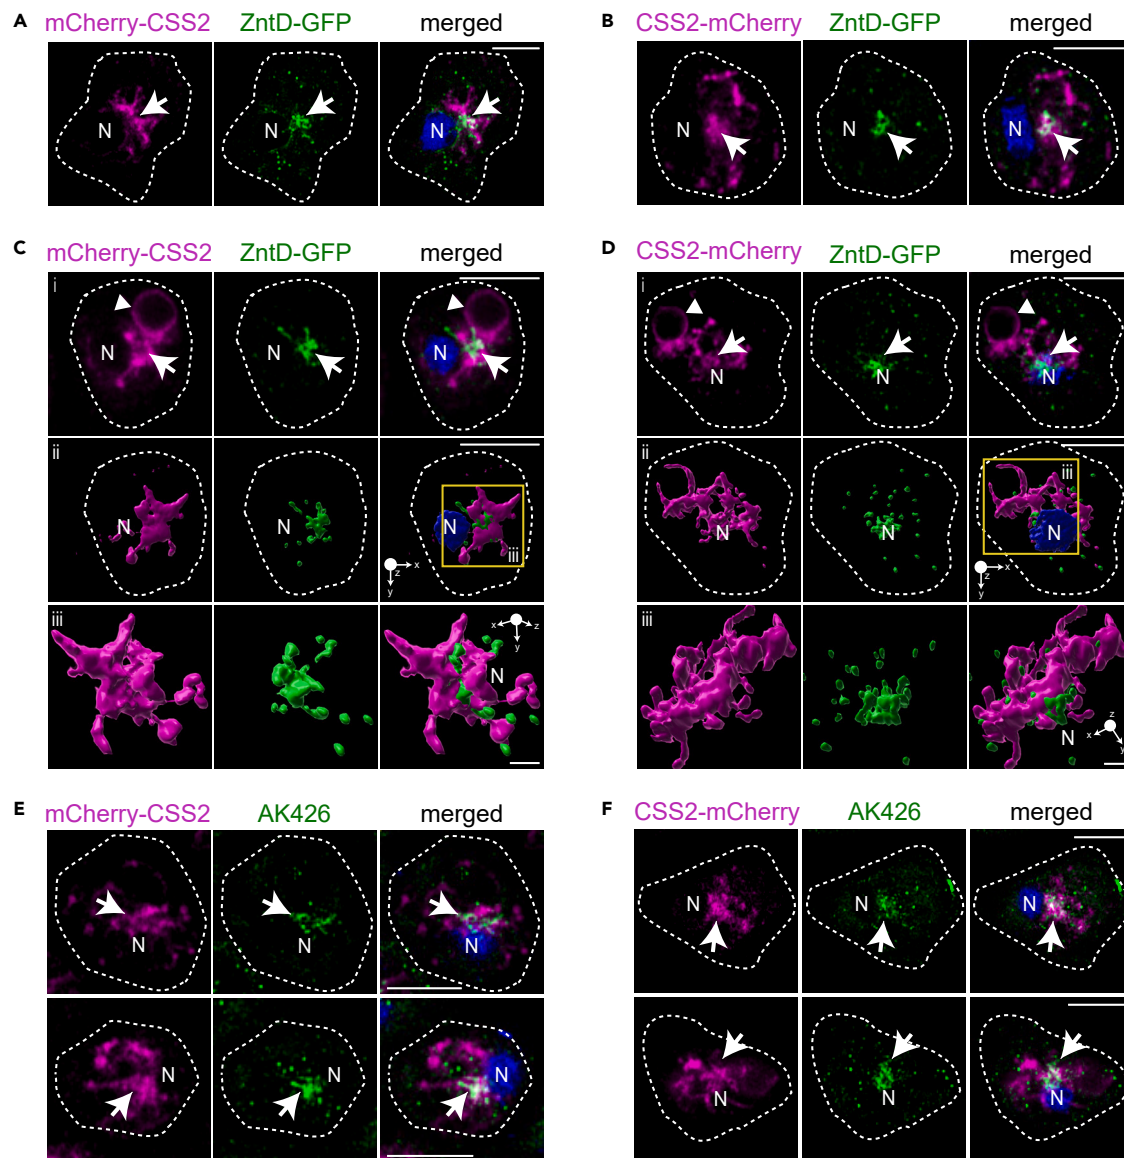 A mCherry-CSS2 ZntD-GFP merged
N N N
B CSS2-mCherry ZntD-GFP merged
N N N
C mCherry-CSS2 ZntD-GFP merged
i
N N N
ii
N N N
iii
x z y
iii
x z y
N
D CSS2-mCherry ZntD-GFP merged
i
N N N
ii
iii
N N N
x z y
iii
z x y
N
E mCherry-CSS2 AK426 merged
N N N
N N N
F CSS2-mCherry AK426 merged
N N N
N N N